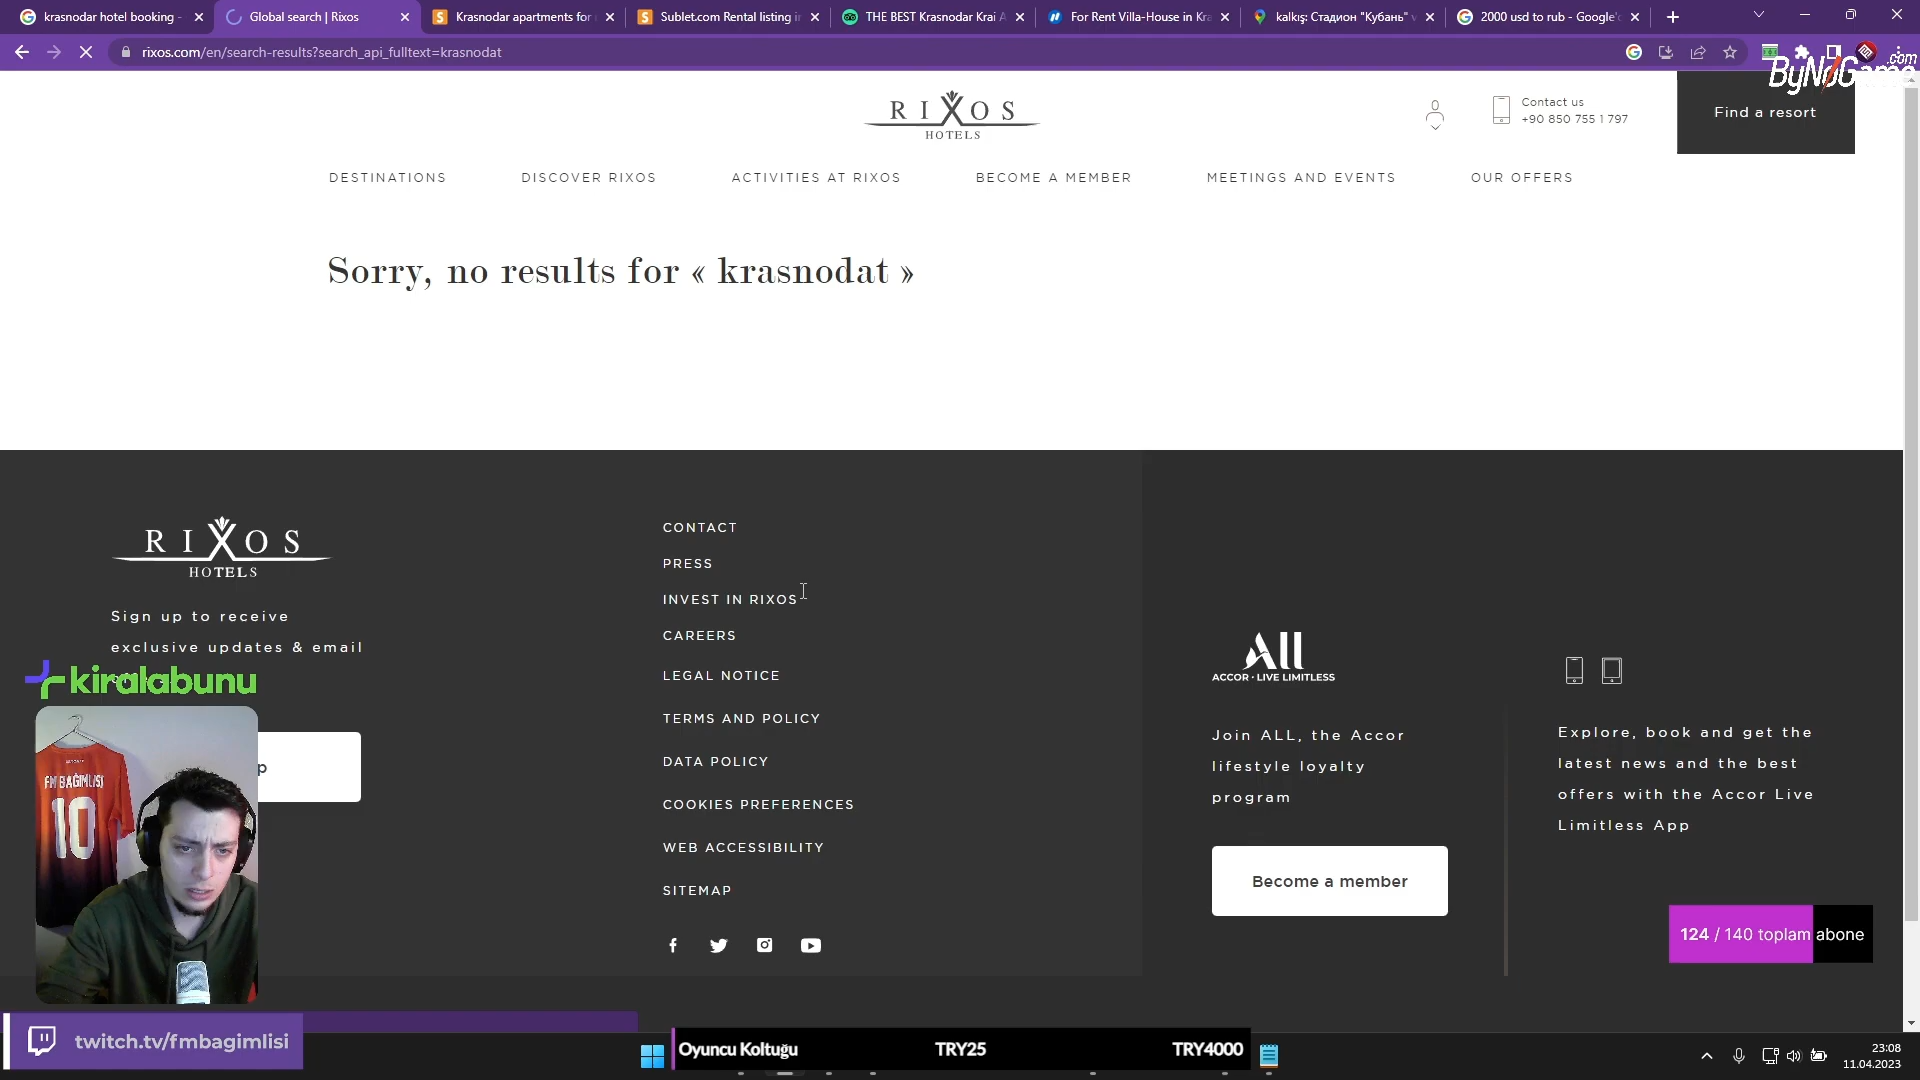 krasnodar hotel booking -
Global search | Rixos
Krasnodar apartments for
Sublet.com Rental listing i
THE BEST Krasnodar Krai A
For Rent Villa-House in Kra
kalkış: Стадион "Кубань"
2000 usd to rub - Google'
rixos.com/en/search-results?search_api_fulltext=krasnodat
ByNoGame.com
RIXOS
HOTELS
Contact us
+90 850 755 1 797
Find a resort
DESTINATIONS
DISCOVER RIXOS
ACTIVITIES AT RIXOS
BECOME A MEMBER
MEETINGS AND EVENTS
OUR OFFERS
Sorry, no results for « krasnodat »
RIXOS
HOTELS
Sign up to receive
exclusive updates & email
kiralabunu
p
FM BAĞIMLISI
10
CONTACT
PRESS
INVEST IN RIXOS
CAREERS
LEGAL NOTICE
TERMS AND POLICY
DATA POLICY
COOKIES PREFERENCES
WEB ACCESSIBILITY
SITEMAP
All
ACCOR · LIVE LIMITLESS
Join ALL, the Accor
lifestyle loyalty
program
Become a member
Explore, book and get the
latest news and the best
offers with the Accor Live
Limitless App
124 / 140 toplam abone
twitch.tv/fmbagimlisi
Oyuncu Koltuğu TRY25 TRY4000
23:08
11.04.2023